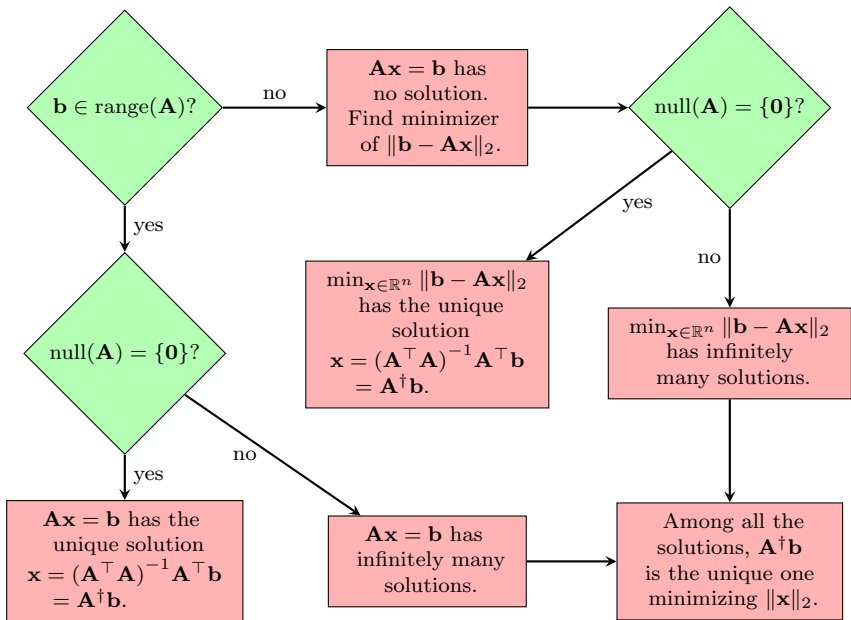 b ∈ range(A)?
no
Ax = b has
no solution.
Find minimizer
of ‖b − Ax‖₂.
null(A) = {0}?
yes
yes
no
min_{x∈ℝⁿ} ‖b − Ax‖₂
has the unique
solution
x = (A^⊤A)^{−1}A^⊤b
= A^†b.
min_{x∈ℝⁿ} ‖b − Ax‖₂
has infinitely
many solutions.
null(A) = {0}?
yes
no
Ax = b has the
unique solution
x = (A^⊤A)^{−1}A^⊤b
= A^†b.
Ax = b has
infinitely many
solutions.
Among all the
solutions, A^†b
is the unique one
minimizing ‖x‖₂.